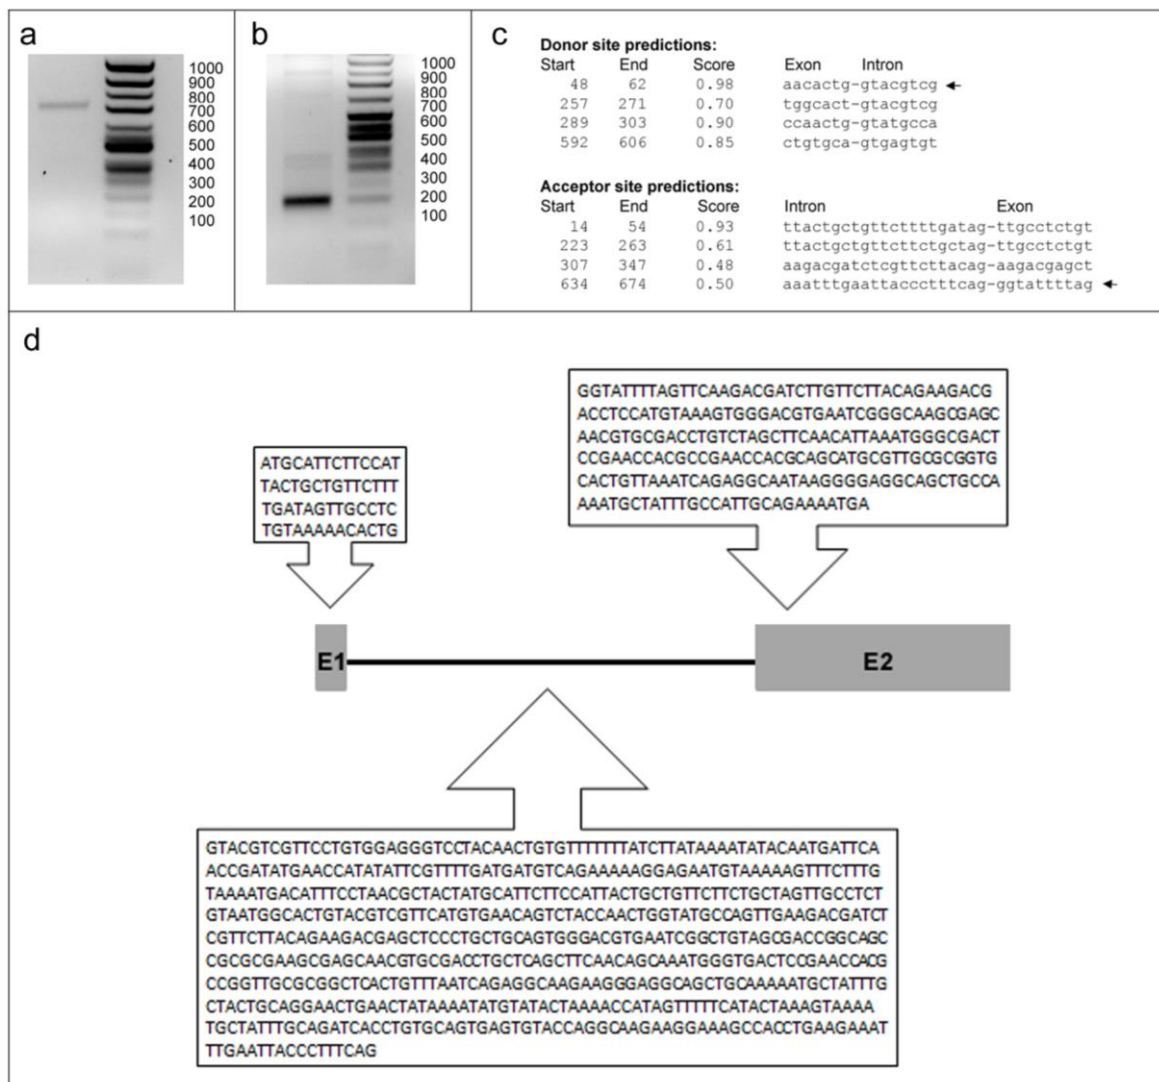 a
1000
900
800
700
600
500
400
300
200
100
b
1000
900
800
700
600
500
400
300
200
100
c
Donor site predictions:
Start End Score Exon Intron
48 62 0.98 aacactg-gtacgtcg
257 271 0.70 tggcact-gtacgtcg
289 303 0.90 ccaactg-gtatgcca
592 606 0.85 ctgtgca-gtgagtgt
Acceptor site predictions:
Start End Score Intron Exon
14 54 0.93 ttactgctgttcttttgatag-ttgcctctgt
223 263 0.61 ttactgctgttcttctgctag-ttgcctctgt
307 347 0.48 aagacgatctcgttcttacag-aagacgagct
634 674 0.50 aaatttgaattaccctttcag-ggtattttag
d
GGTATTTTAGTTCAAGACGATCTTGTTCTTACAGAAGACG
ACCTCCATGTAAAGTGGGACGTGAATCGGGCAAGCGAGC
AACGTGCGACCTGTCTAGCTTCAACATTAAATGGGCGACT
CCGAACCACGCCGAACCACGCAGCATGCGTTGCGCGGTG
CACTGTTAAATCAGAGGCAATAAGGGGAGGCAGCTGCCA
AAATGCTATTTGCCATTGCAGAAAATGA
ATGCATTCTTCCAT
TACTGCTGTTCTTT
TGATAGTTGCCTC
TGTAAAAACACTG
E1
E2
GTACGTCGTTCCTGTGGAGGGTCCTACAACTGTGTTTTTTTATCTTATAAAATATACAATGATTCA
ACCGATATGAACCATATATTCGTTTTGATGATGTCAGAAAAAGGAGAATGTAAAAAGTTTCTTTG
TAAAATGACATTTCCTAACGCTACTATGCATTCTTCCATTACTGCTGTTCTTCTGCTAGTTGCCTCT
GTAATGGCACTGTACGTCGTTCATGTGAACAGTCTACCAACTGGTATGCCAGTTGAAGACGATCT
CGTTCTTACAGAAGACGAGCTCCCTGCTGCAGTGGGACGTGAATCGGCTGTAGCGACCGGCAGC
CGCGCGAAGCGAGCAACGTGCGACCTGCTCAGCTTCAACAGCAAATGGGTGACTCCGAACCACG
CCGGTTGCGCGGCTCACTGTTTAATCAGAGGCAAGAAGGGAGGCAGCTGCAAAAATGCTATTTG
CTACTGCAGGAACTGAACTATAAAATATGTATACTAAAACCATAGTTTTTCATACTAAAGTAAAA
TGCTATTTGCAGATCACCTGTGCAGTGAGTGTACCAGGCAAGAAGGAAAGCCACCTGAAGAAAT
TTGAATTACCCTTTCAG